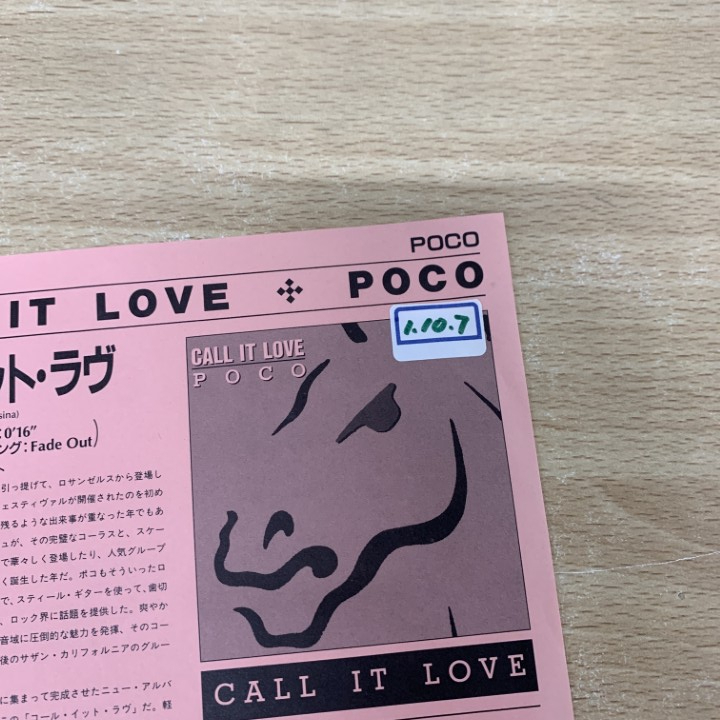 POCO
IT LOVE POCO
1.10.7
ット・ラヴ
CALL IT LOVE
POCO
sina)
:0'16"
ング:Fade Out)
引っ提げて、ロサンゼルスから登場し
ェスティヴァルが開催されたのを初め
残るような出来事が重なった年でもあ
ュが、その完璧なコーラスと、スケー
で華々しく登場したり、人気グループ
く誕生した年だ。ポコもそういったロ
で、スティール・ギターを使って、歯切
、ロック界に話題を提供した。爽やか
音域に圧倒的な魅力を発揮、そのコー
後のサザン・カリフォルニアのグルー
に集まって完成させたニュー・アルバ
この「コール・イット・ラヴ」だ。軽
CALL IT LOVE